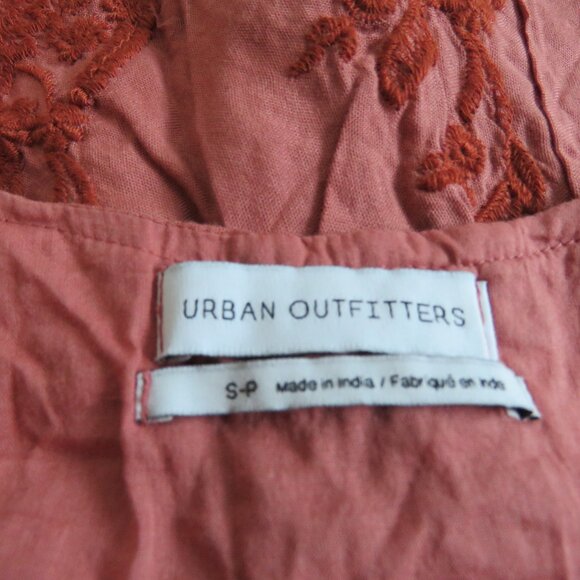 URBAN OUTFITTERS
S-P Made in India / Fabriqué en Inde